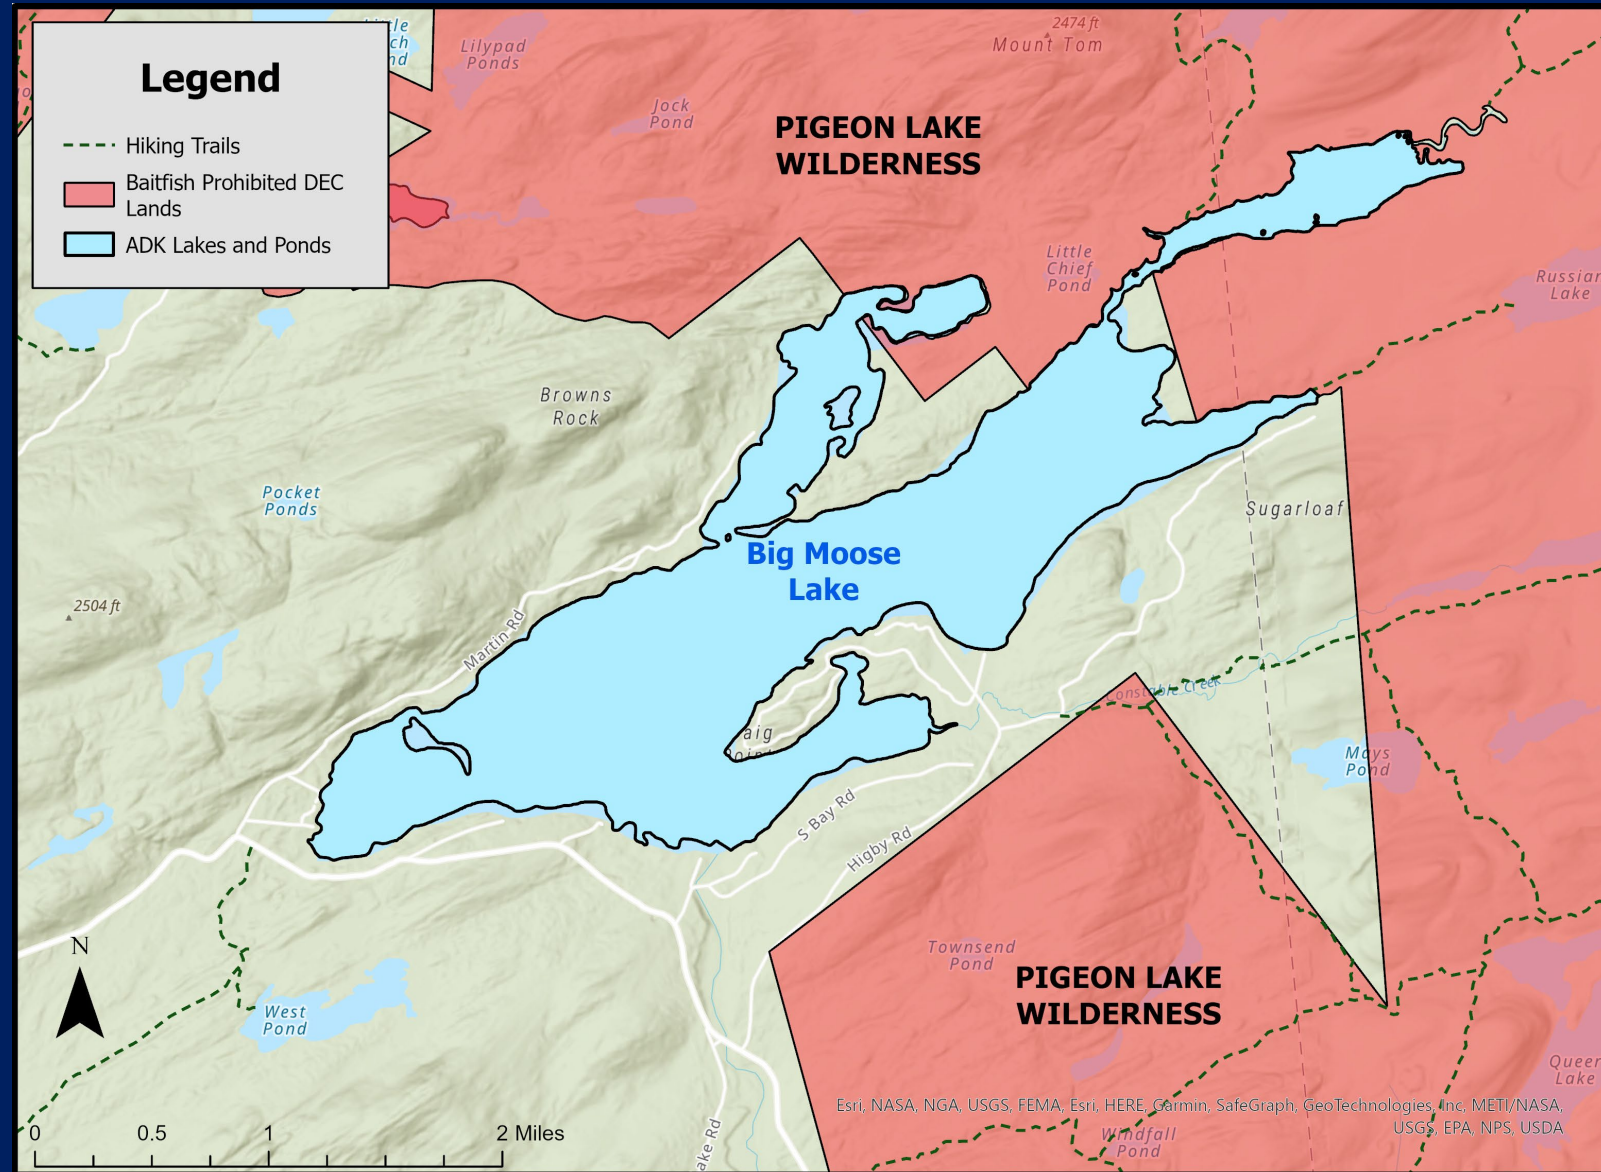 Legend
Hiking Trails
Baitfish Prohibited DEC
Lands
ADK Lakes and Ponds
Lilypad
Ponds
2474 ft
Mount Tom
Jock
Pond
PIGEON LAKE
WILDERNESS
Little
Chief
Pond
Russian
Lake
Browns
Rock
Pocket
Ponds
Sugarloaf
Big Moose
Lake
2504 ft
Martin Rd
Constable Creek
Mays
Pond
S Bay Rd
Higby Rd
Townsend
Pond
PIGEON LAKE
WILDERNESS
N
West
Pond
Queer
Lake
Esri, NASA, NGA, USGS, FEMA, Esri, HERE, Garmin, SafeGraph, GeoTechnologies, Inc, METI/NASA,
USGS, EPA, NPS, USDA
Windfall
Pond
0 0.5 1 2 Miles